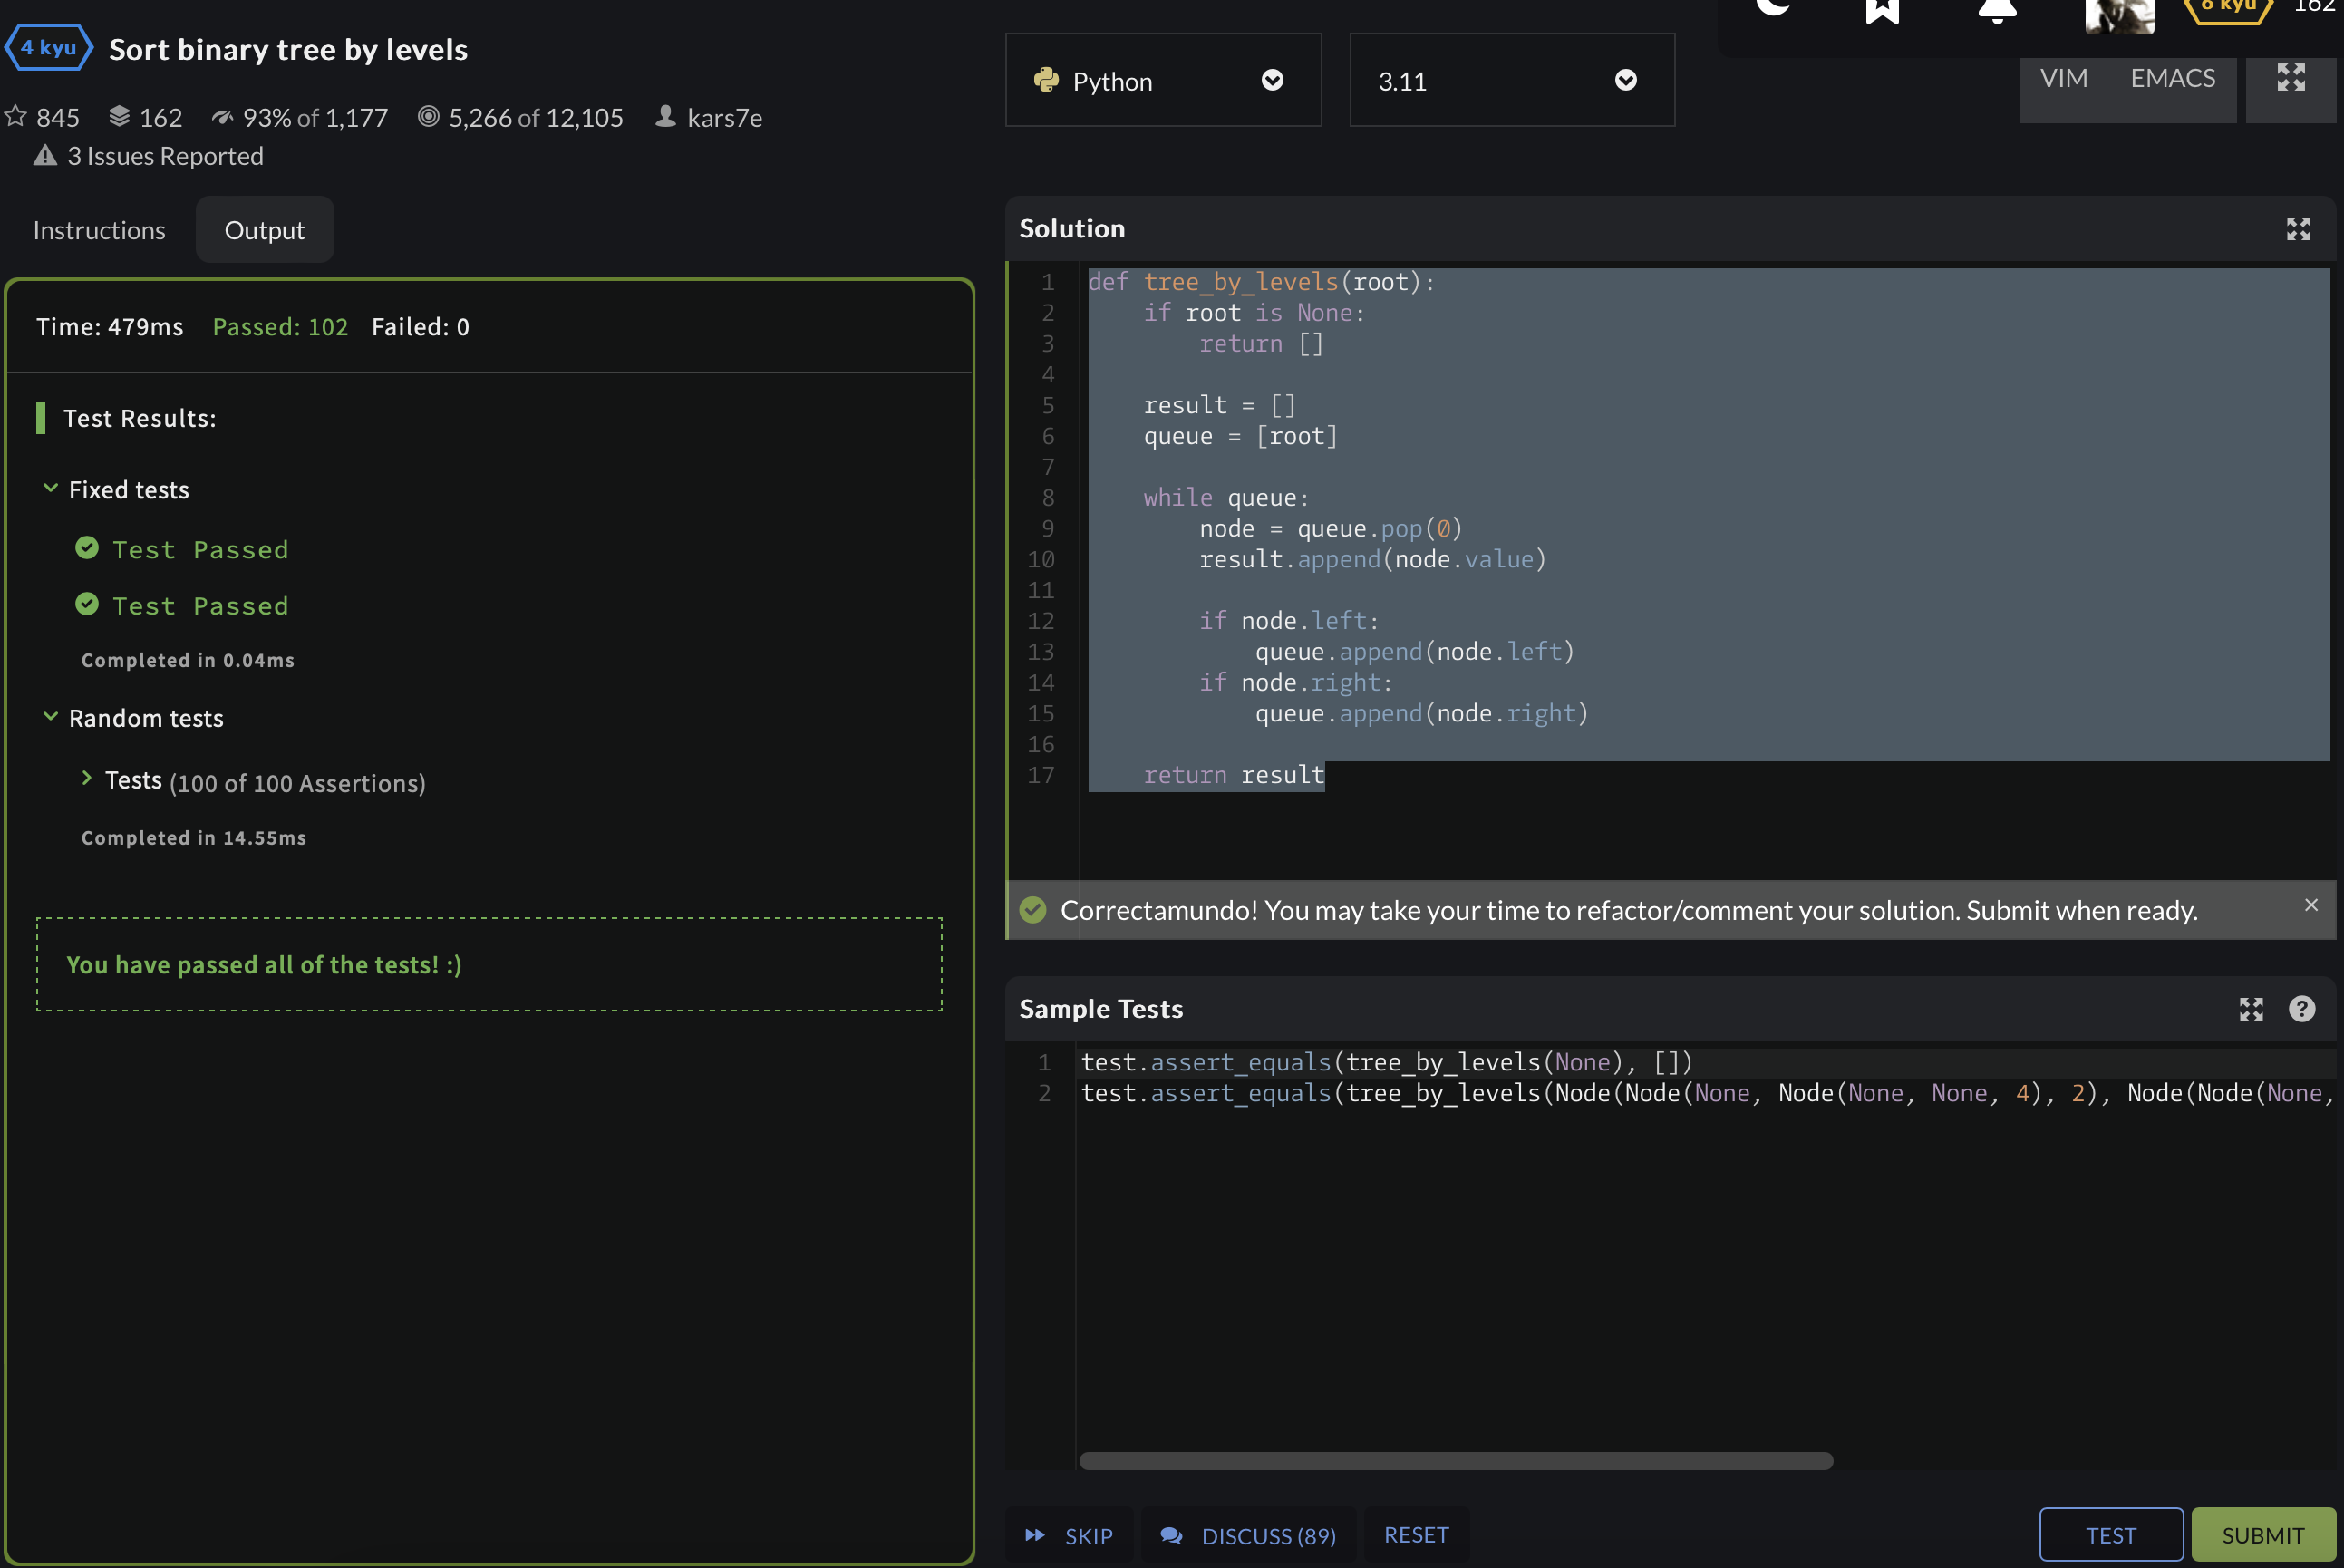 4 kyu Sort binary tree by levels
845 162 93% of 1,177 5,266 of 12,105 kars7e
3 Issues Reported
Instructions Output
Time: 479ms Passed: 102 Failed: 0
Test Results:
Fixed tests
Test Passed
Test Passed
Completed in 0.04ms
Random tests
Tests (100 of 100 Assertions)
Completed in 14.55ms
You have passed all of the tests! :)
kyu 162
Python 3.11 VIM EMACS
Solution
1 def tree_by_levels(root):
2     if root is None:
3         return []
4
5     result = []
6     queue = [root]
7
8     while queue:
9         node = queue.pop(0)
10         result.append(node.value)
11
12         if node.left:
13             queue.append(node.left)
14         if node.right:
15             queue.append(node.right)
16
17     return result
Correctamundo! You may take your time to refactor/comment your solution. Submit when ready. ×
Sample Tests ?
1 test.assert_equals(tree_by_levels(None), [])
2 test.assert_equals(tree_by_levels(Node(Node(None, Node(None, None, 4), 2), Node(Node(None,
SKIP DISCUSS (89) RESET TEST SUBMIT